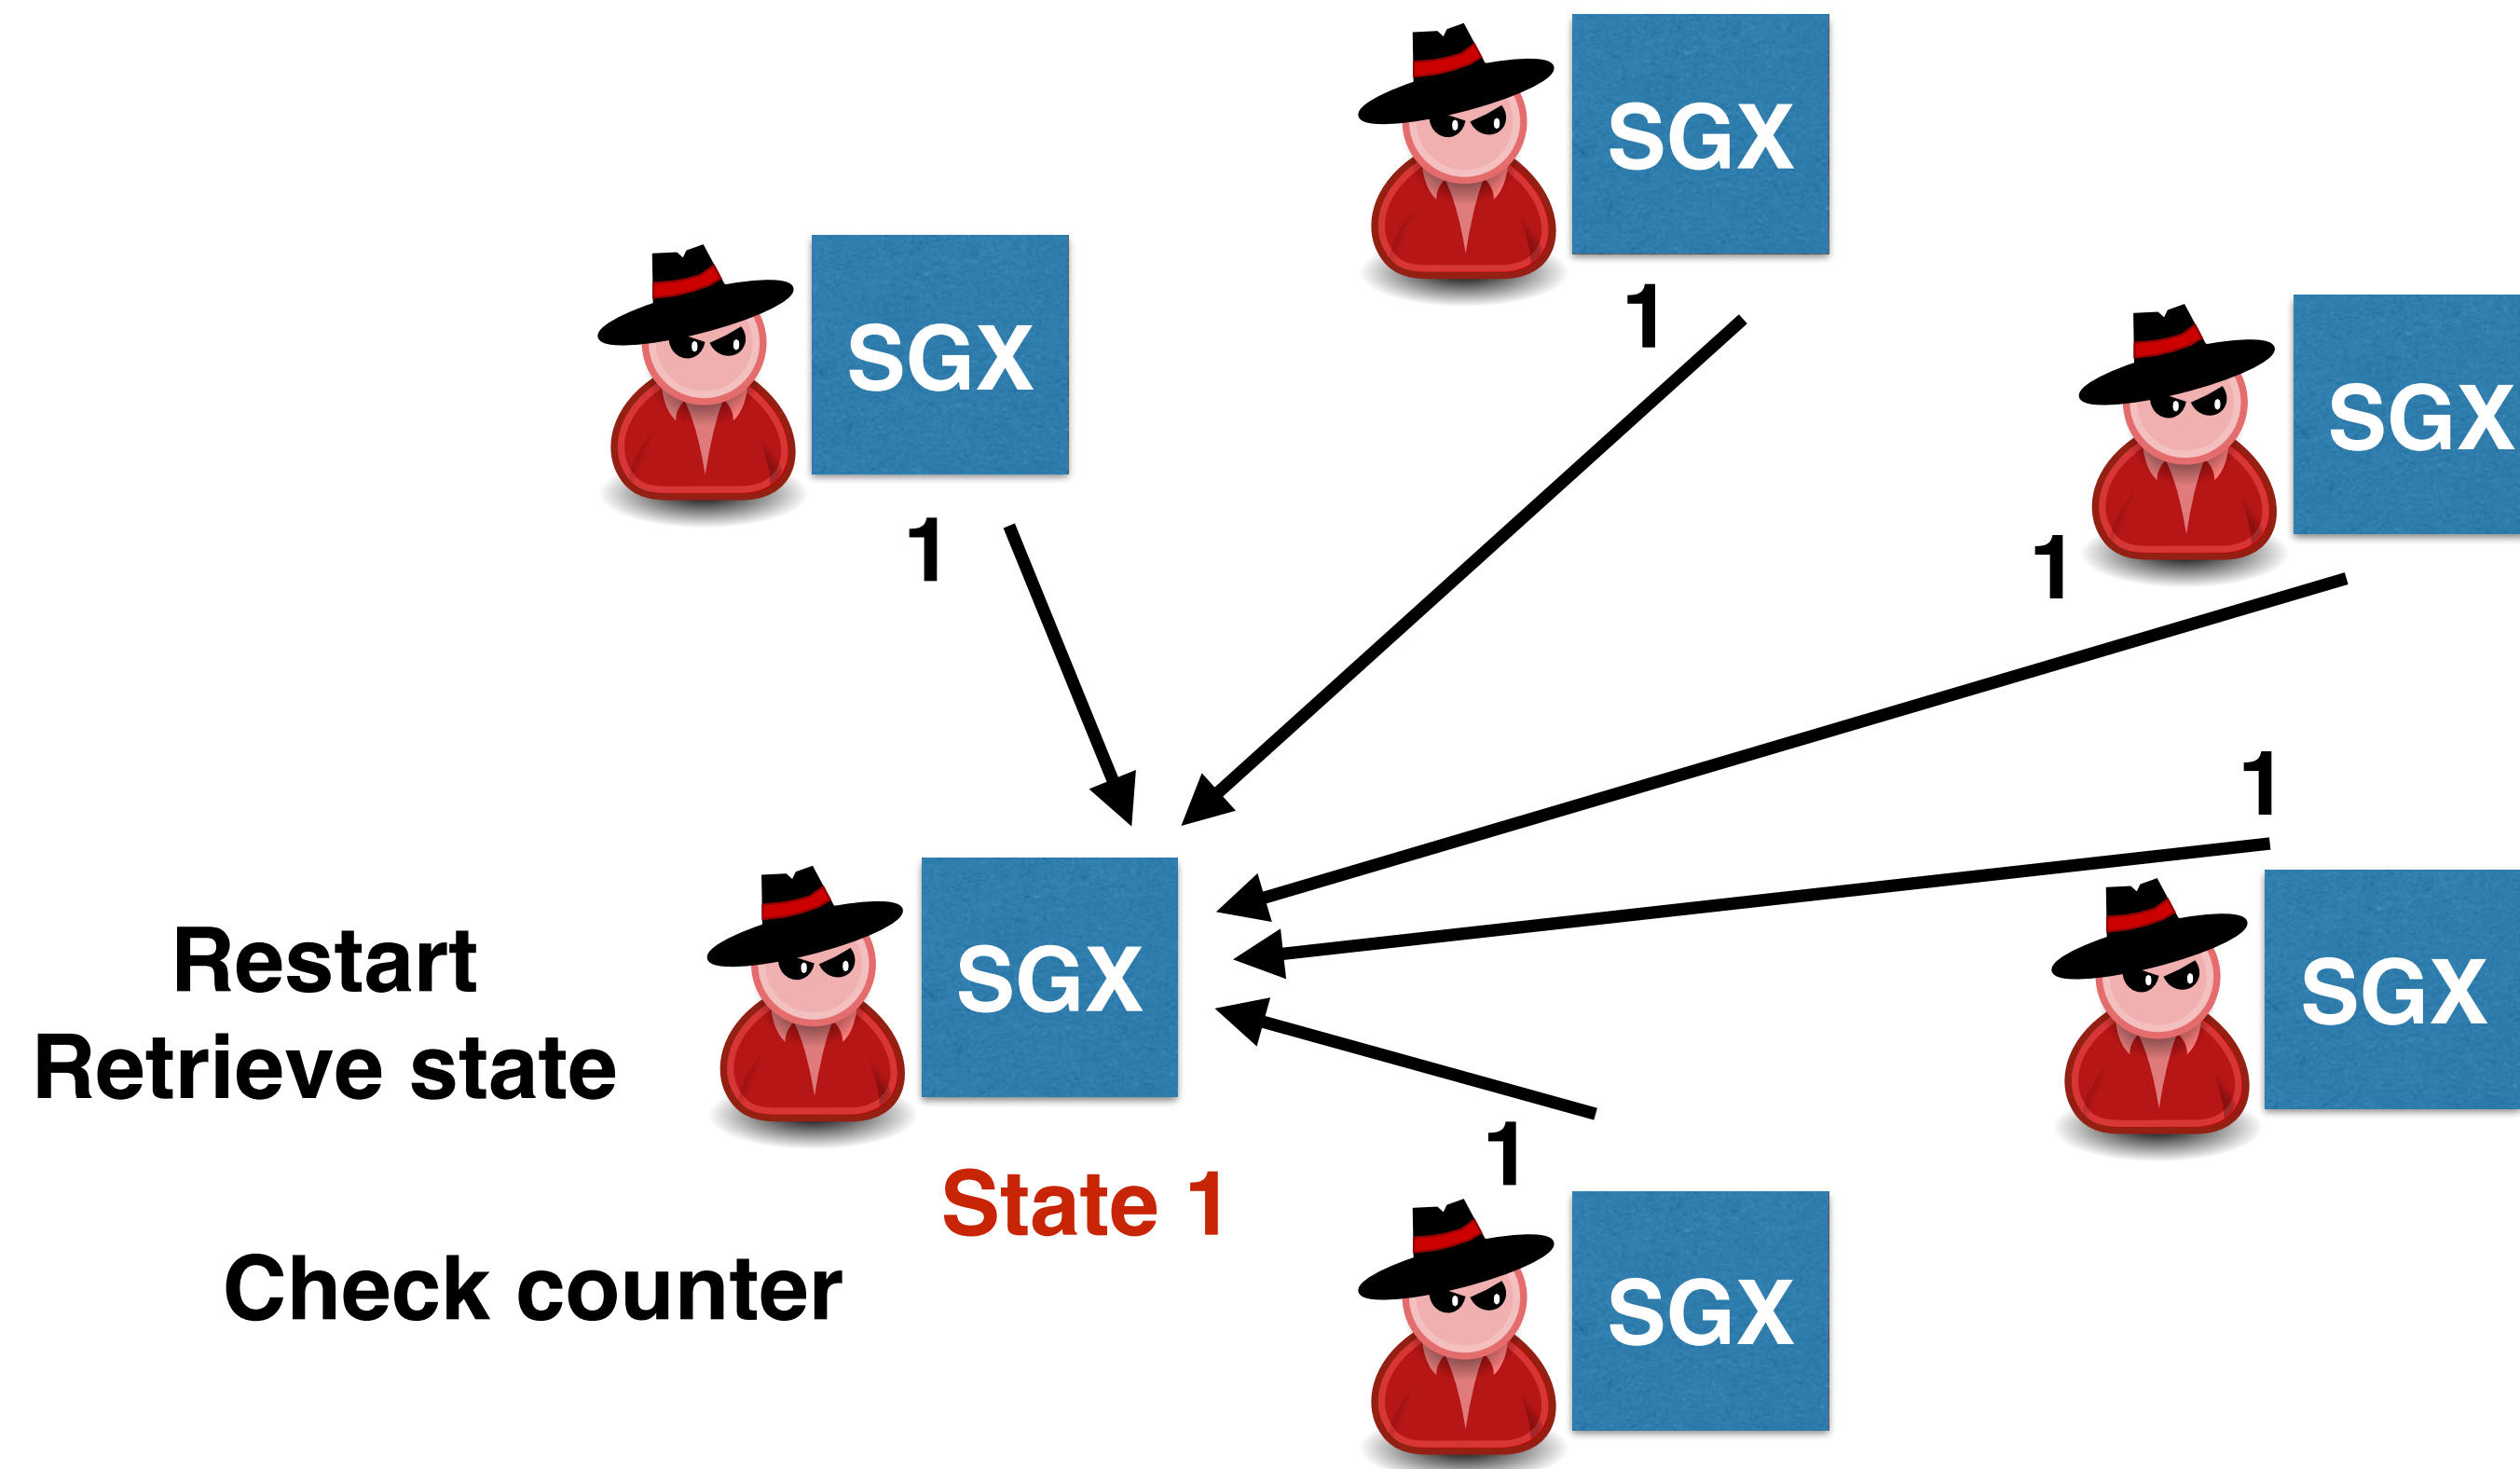 SGX
1
SGX
1
SGX
1
1
SGX
SGX
Restart
Retrieve state
1
State 1
Check counter
SGX